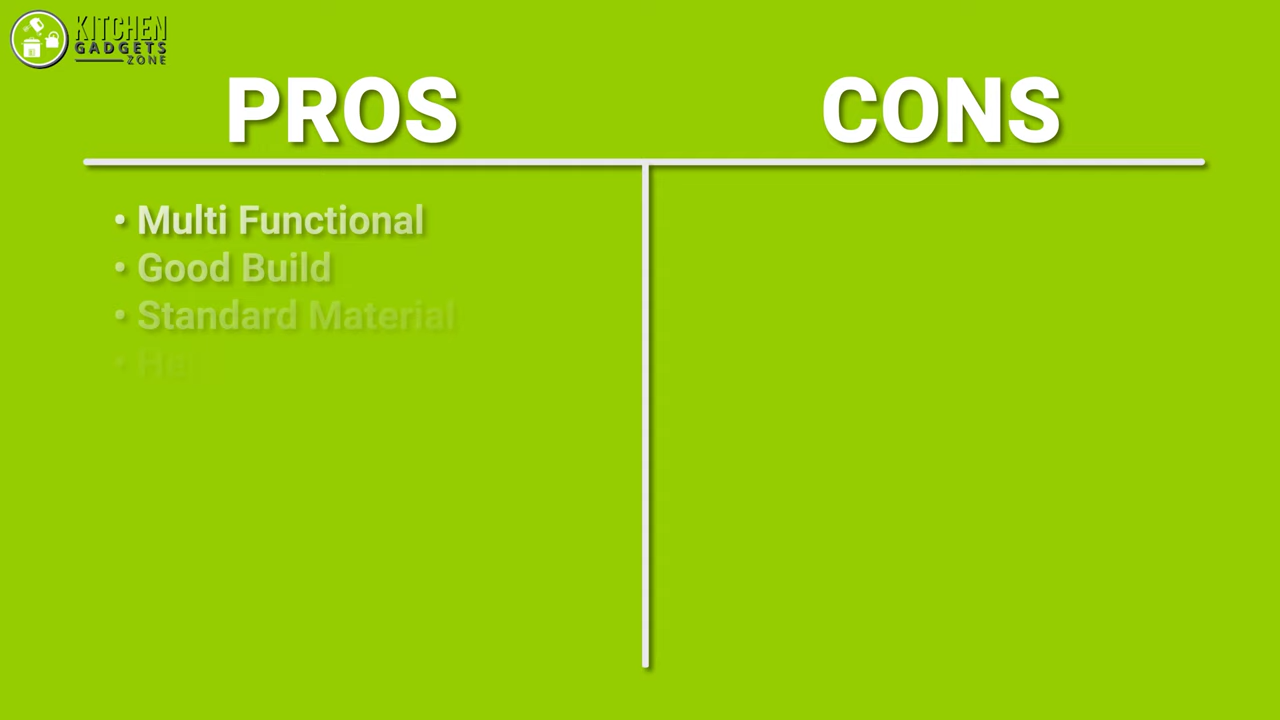 KITCHEN
GADGETS
ZONE
PROS
CONS
• Multi Functional
• Good Build
• Standard Material